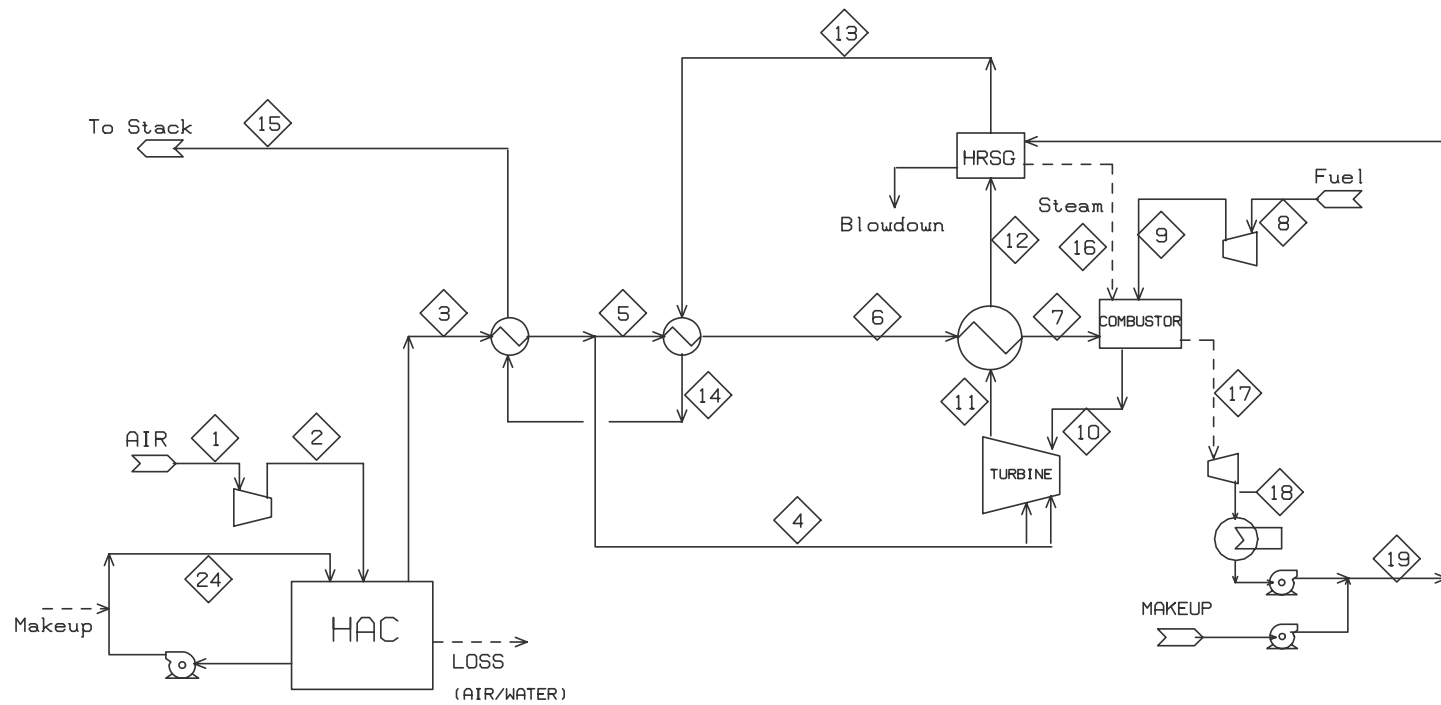 13
To Stack
15
HRSG
Fuel
Steam
Blowdown
12
16
9
8
3
5
6
7
COMBUSTOR
14
11
17
AIR
1
2
10
TURBINE
18
4
19
24
MAKEUP
Makeup
HAC
LOSS
(AIR/WATER)